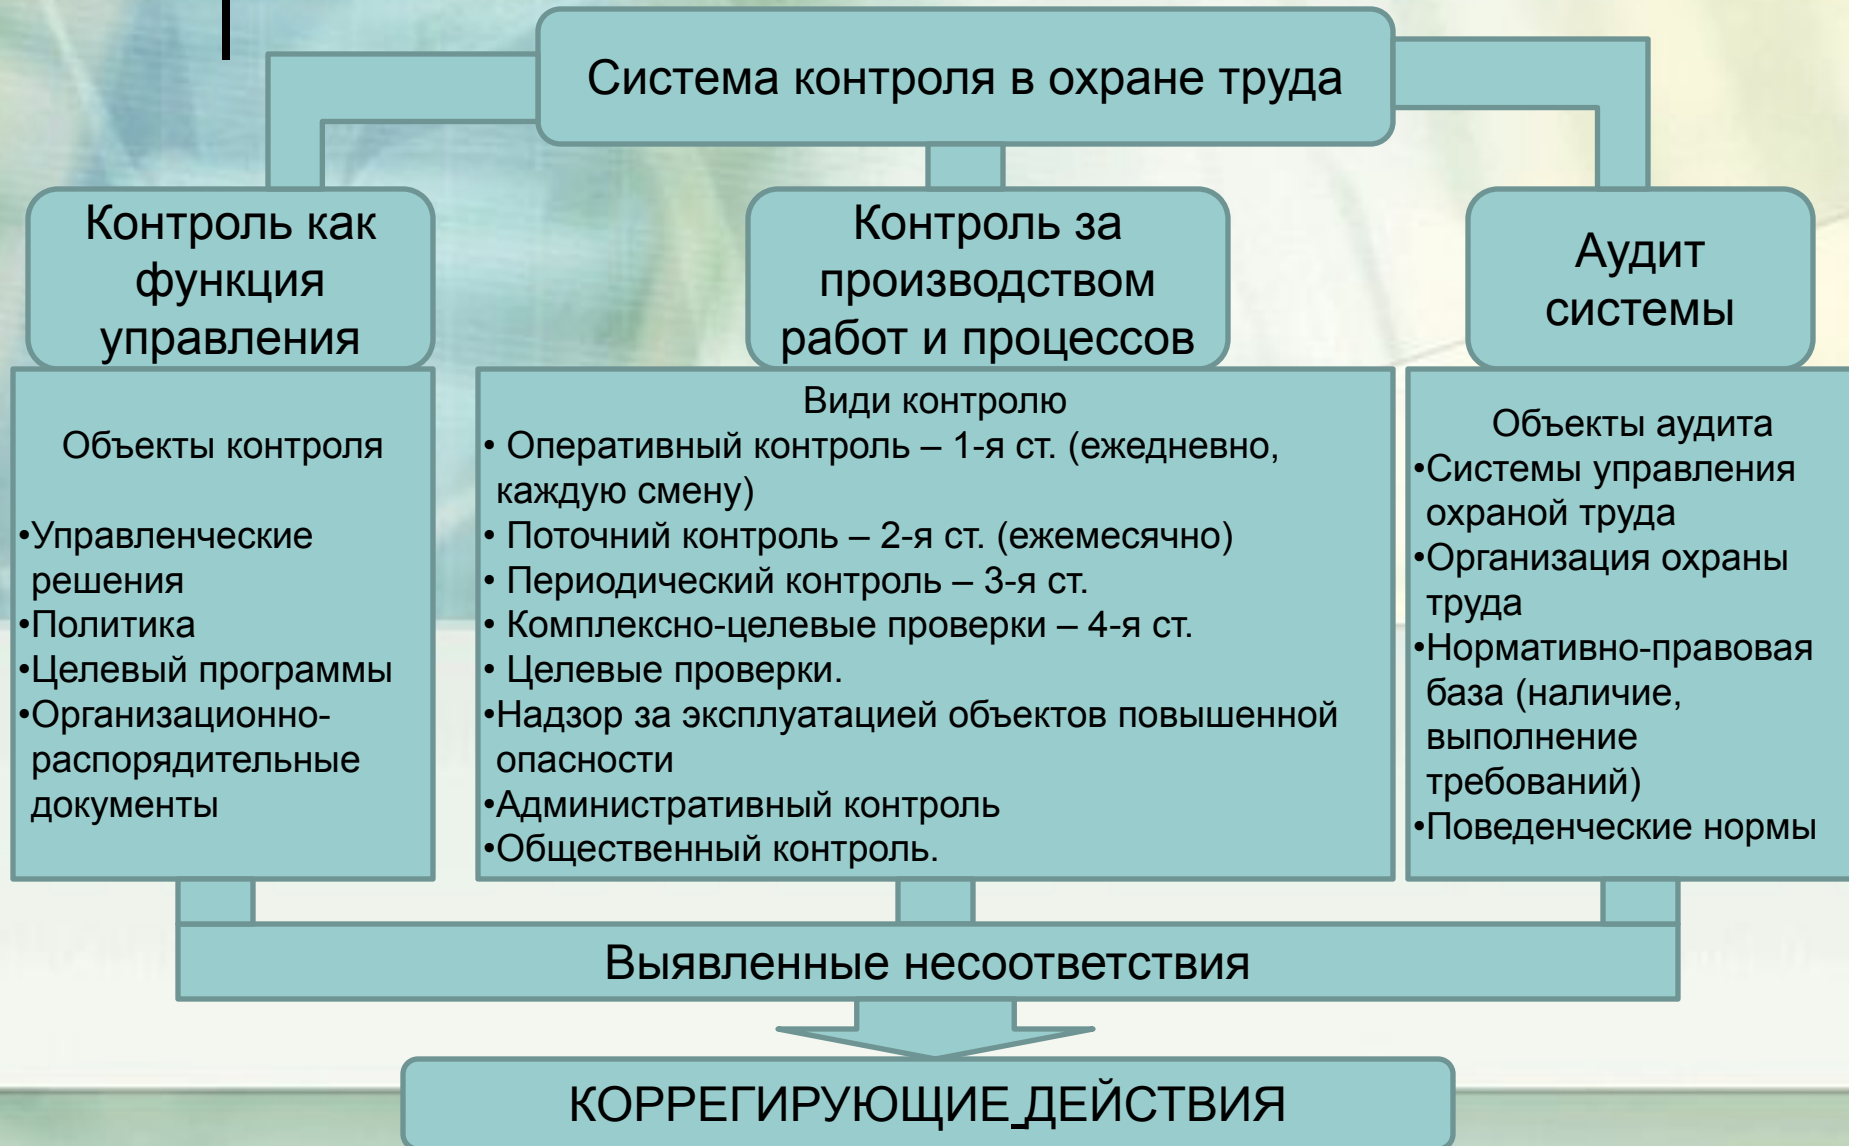 Система контроля в охране труда
Контроль как
функция
управления
Объекты контроля
•Управленческие
решения
•Политика
•Целевый программы
•Организационно-
распорядительные
документы
Контроль за
производством
работ и процессов
Види контролю
• Оперативный контроль – 1-я ст. (ежедневно,
каждую смену)
• Поточний контроль – 2-я ст. (ежемесячно)
• Периодический контроль – 3-я ст.
• Комплексно-целевые проверки – 4-я ст.
• Целевые проверки.
•Надзор за эксплуатацией объектов повышенной
опасности
•Административный контроль
•Общественный контроль.
Аудит
системы
Объекты аудита
•Системы управления
охраной труда
•Организация охраны
труда
•Нормативно-правовая
база (наличие,
выполнение
требований)
•Поведенческие нормы
Выявленные несоответствия
КОРРЕГИРУЮЩИЕ ДЕЙСТВИЯ